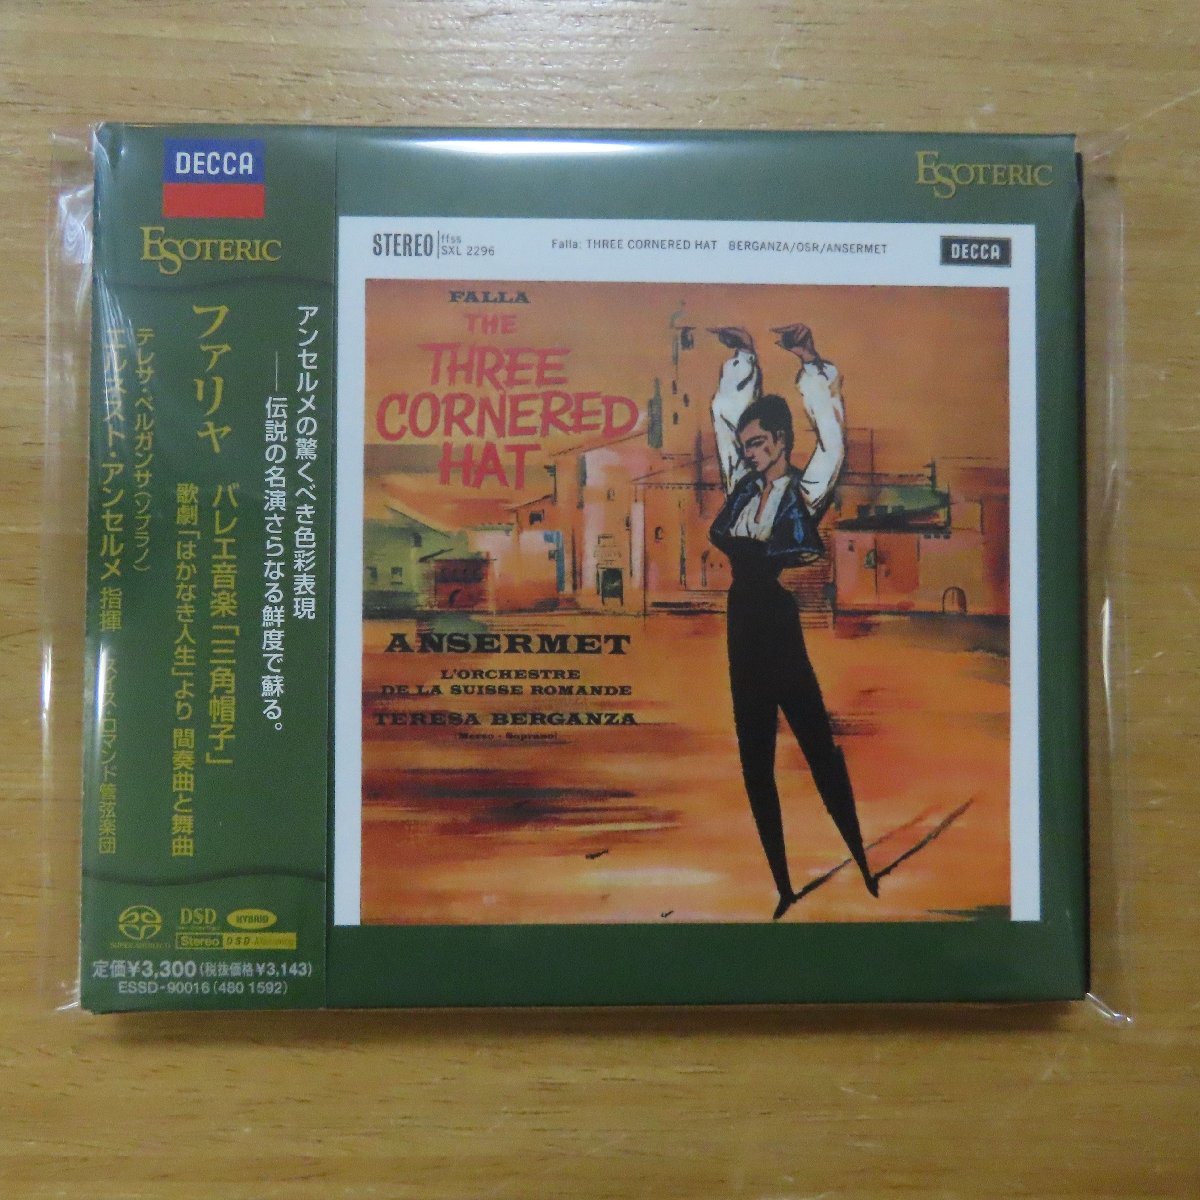 DECCA
ESOTERIC
アンセルメの驚くべき色彩表現
——伝説の名演さらなる鮮度で蘇る。
ファリャ バレエ音楽「三角帽子」
歌劇「はかなき人生」より 間奏曲と舞曲
テレサ・ベルガンサ(ソプラノ)
エルネスト・アンセルメ 指揮 スイス・ロマンド管弦楽団
SUPER AUDIO CD
DSD
HYBRID
Stereo
DSD Mastering
定価¥3,300(税抜価格¥3,143)
ESSD-90016(480 1592)
ESOTERIC
STEREO
ffss
SXL 2296
Falla: THREE CORNERED HAT BERGANZA/OSR/ANSERMET
DECCA
FALLA
THE
THREE
CORNERED
HAT
ANSERMET
L'ORCHESTRE
DE LA SUISSE ROMANDE
TERESA BERGANZA
(Mezzo - Soprano)